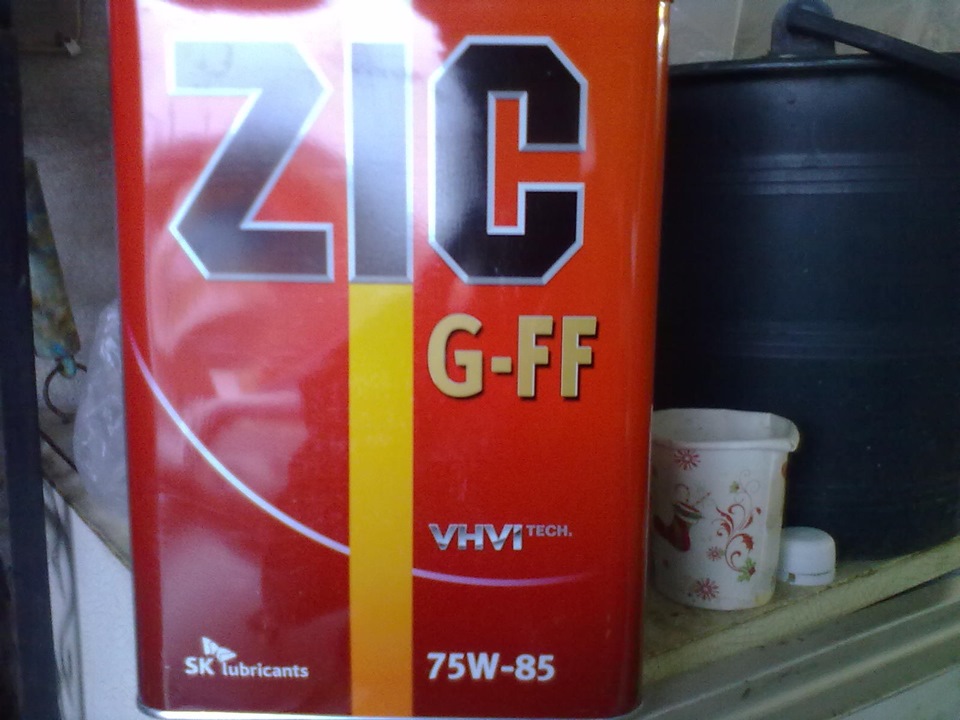 ZIC
G-FF
VHVI TECH.
SK lubricants
75W-85